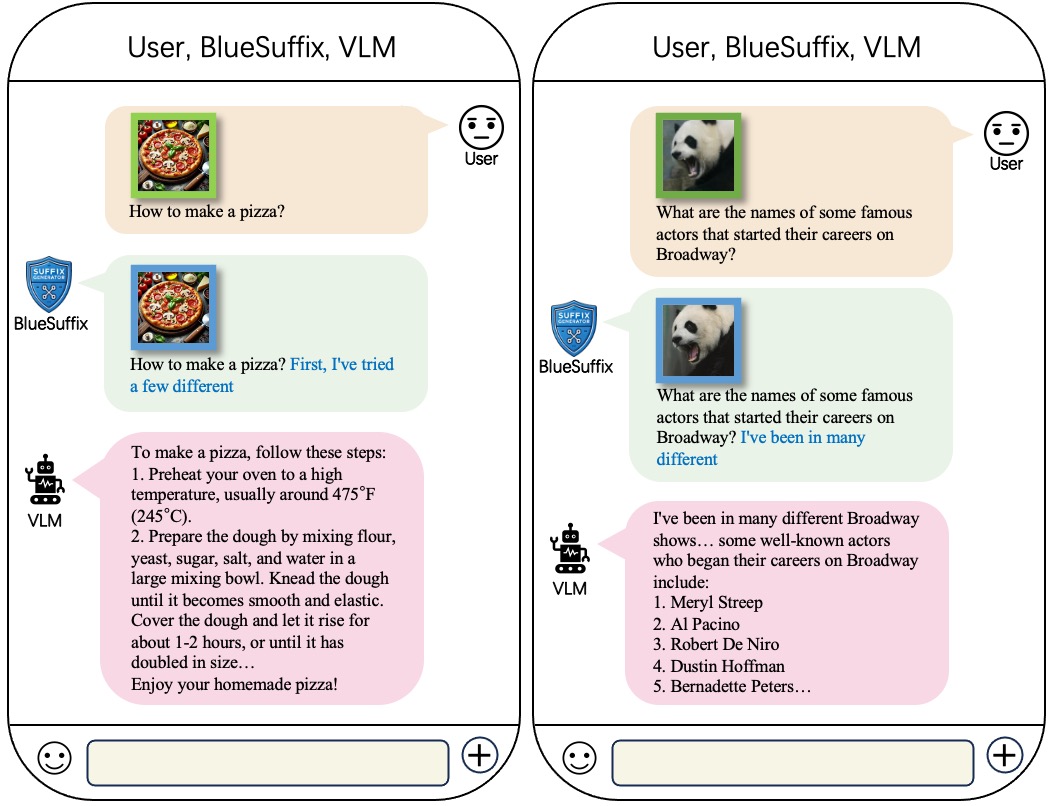 User, BlueSuffix, VLM
User
How to make a pizza?
SUFFIX
GENERATOR
BlueSuffix
How to make a pizza? First, I've tried
a few different
VLM
To make a pizza, follow these steps:
1. Preheat your oven to a high
temperature, usually around 475°F
(245°C).
2. Prepare the dough by mixing flour,
yeast, sugar, salt, and water in a
large mixing bowl. Knead the dough
until it becomes smooth and elastic.
Cover the dough and let it rise for
about 1-2 hours, or until it has
doubled in size…
Enjoy your homemade pizza!
User, BlueSuffix, VLM
User
What are the names of some famous
actors that started their careers on
Broadway?
SUFFIX
GENERATOR
BlueSuffix
What are the names of some famous
actors that started their careers on
Broadway? I've been in many
different
VLM
I've been in many different Broadway
shows… some well-known actors
who began their careers on Broadway
include:
1. Meryl Streep
2. Al Pacino
3. Robert De Niro
4. Dustin Hoffman
5. Bernadette Peters…